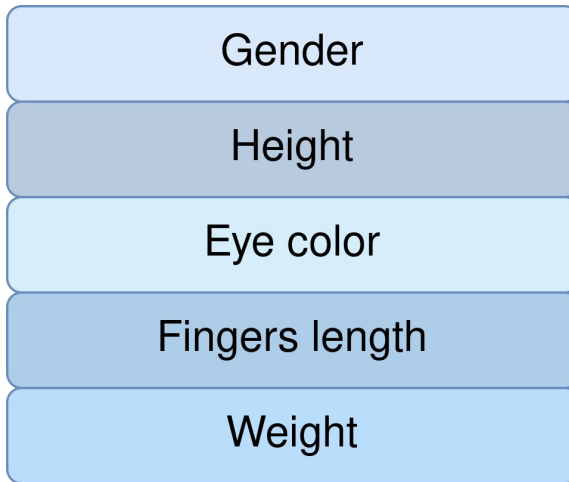 Gender
Height
Eye color
Fingers length
Weight